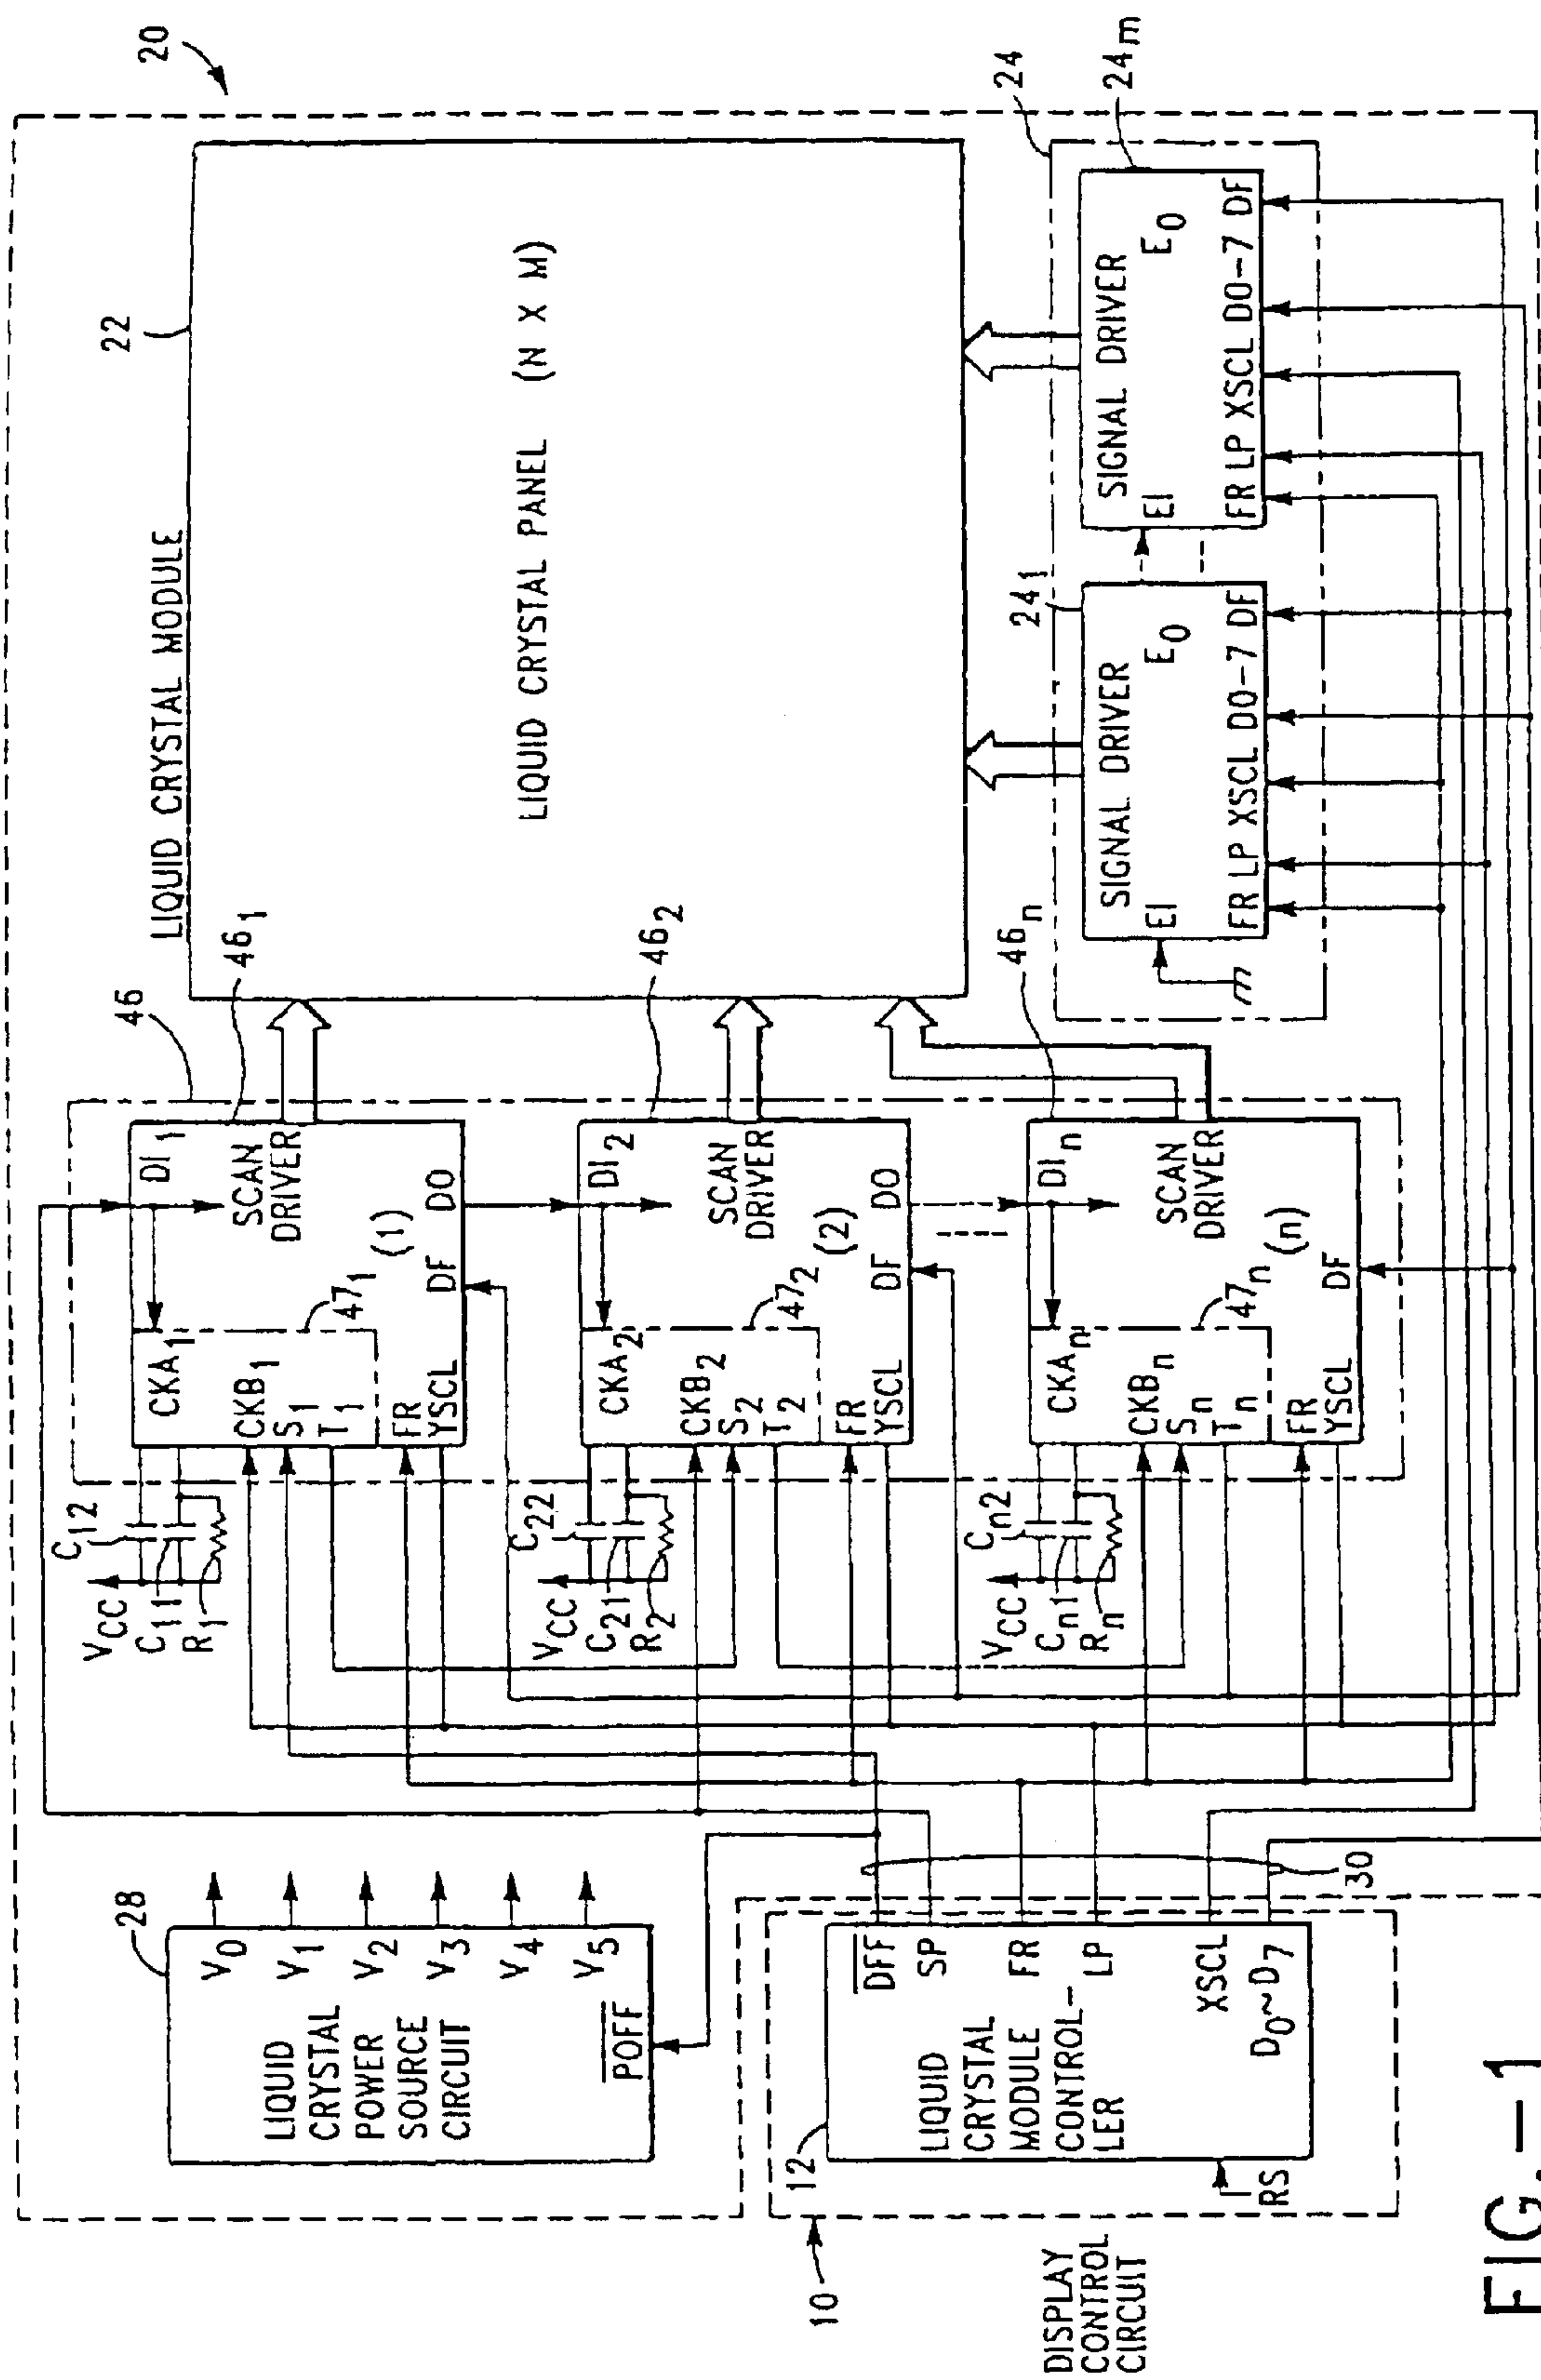 20
LIQUID CRYSTAL MODULE
22
LIQUID CRYSTAL PANEL (N X M)
28
LIQUID
CRYSTAL
POWER
SOURCE
CIRCUIT
V0
V1
V2
V3
V4
V5
POFF
46
461
DI1
SCAN
DRIVER
(1)
CKA1
CKB1
S1
T1
471
FR
YSCL
DF
DO
C12
VCC
C11
R1
462
DI2
SCAN
DRIVER
(2)
CKA2
CKB2
S2
T2
472
FR
YSCL
DF
DO
C22
VCC
C21
R2
46n
DIn
SCAN
DRIVER
(n)
CKAn
CKBn
Sn
Tn
47n
FR
YSCL
DF
Cn2
VCC
Cn1
Rn
24
241
SIGNAL DRIVER
EI
EO
FR LP XSCL DO-7 DF
24m
SIGNAL DRIVER
EI
EO
FR LP XSCL DO-7 DF
12
LIQUID
CRYSTAL
MODULE
CONTROL-
LER
DFF
SP
FR
LP
XSCL
D0~D7
30
RS
10
DISPLAY
CONTROL
CIRCUIT
FIG.-1